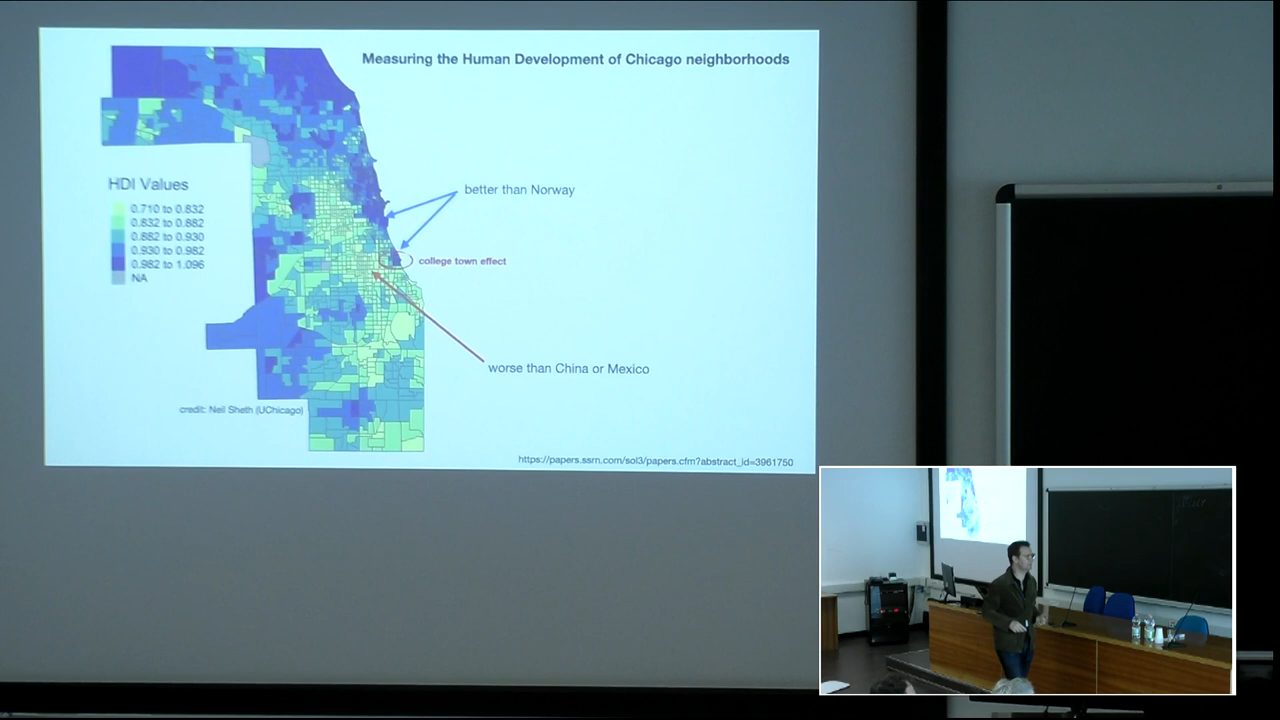 Measuring the Human Development of Chicago neighborhoods
HDI Values
0.710 to 0.832
0.832 to 0.882
0.882 to 0.930
0.930 to 0.982
0.982 to 1.096
NA
better than Norway
college town effect
worse than China or Mexico
credit: Neil Sheth (UChicago)
https://papers.ssrn.com/sol3/papers.cfm?abstract_id=3961750